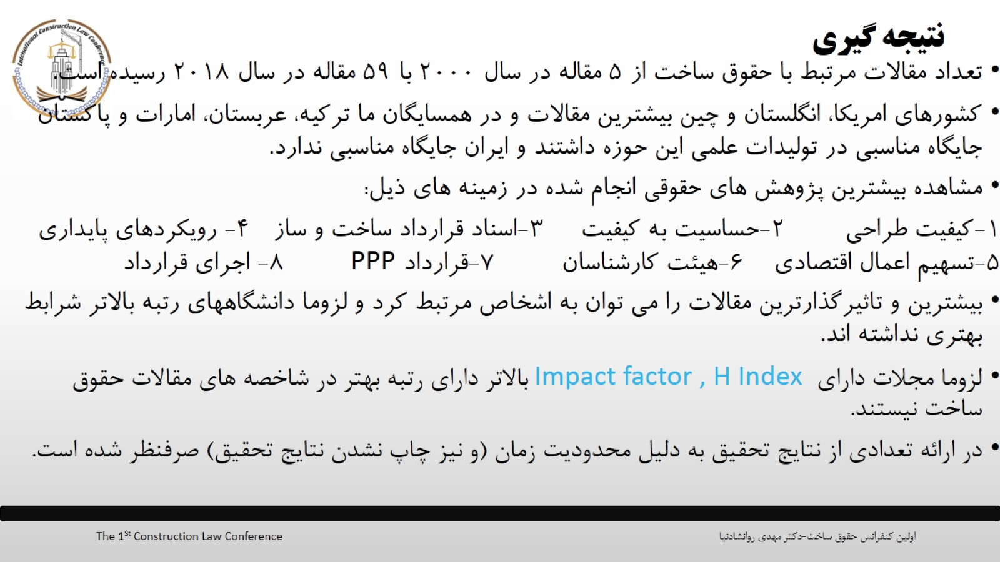 International Construction Law Conference
نتیجه گیری
• تعداد مقالات مرتبط با حقوق ساخت از ۵ مقاله در سال ۲۰۰۰ با ۵۹ مقاله در سال ۲۰۱۸ رسیده است.
• کشورهای امریکا، انگلستان و چین بیشترین مقالات و در همسایگان ما ترکیه، عربستان، امارات و پاکستان
جایگاه مناسبی در تولیدات علمی این حوزه داشتند و ایران جایگاه مناسبی ندارد.
• مشاهده بیشترین پژوهش های حقوقی انجام شده در زمینه های ذیل:
۱-کیفیت طراحی ۲-حساسیت به کیفیت ۳-اسناد قرارداد ساخت و ساز ۴- رویکردهای پایداری
۵-تسهیم اعمال اقتصادی ۶-هیئت کارشناسان ۷-قرارداد PPP ۸- اجرای قرارداد
• بیشترین و تاثیرگذارترین مقالات را می توان به اشخاص مرتبط کرد و لزوما دانشگاههای رتبه بالاتر شرابط
بهتری نداشته اند.
• لزوما مجلات دارای Impact factor , H Index بالاتر دارای رتبه بهتر در شاخصه های مقالات حقوق
ساخت نیستند.
• در ارائه تعدادی از نتایج تحقیق به دلیل محدودیت زمان (و نیز چاپ نشدن نتایج تحقیق) صرفنظر شده است.
اولین کنفرانس حقوق ساخت-دکتر مهدی روانشادنیا
The 1St Construction Law Conference